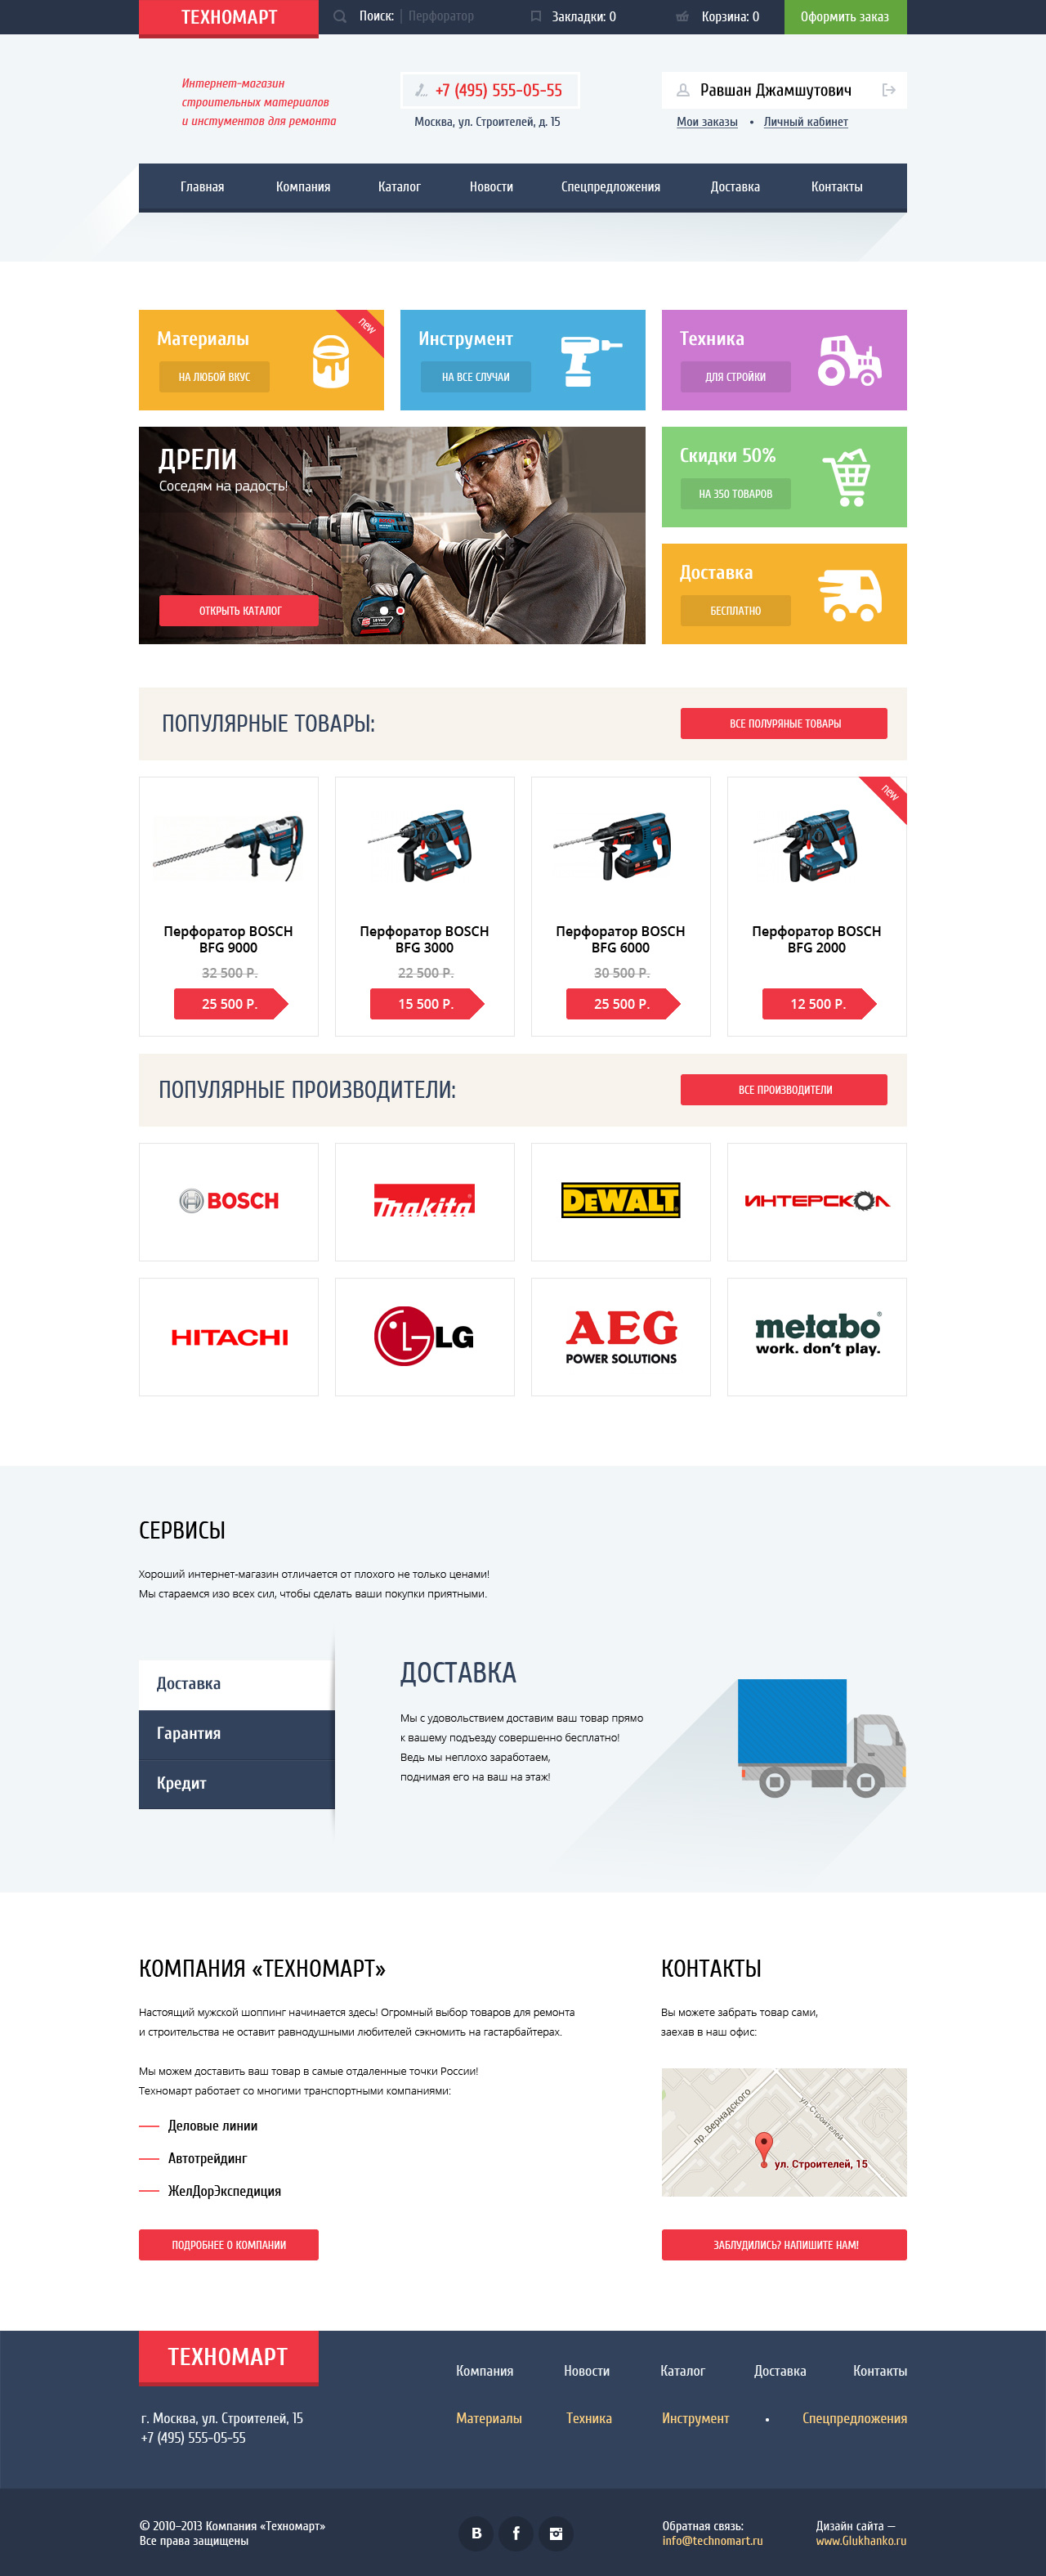 ТЕХНОМАРТ
Поиск: Перфоратор
Закладки: 0
Корзина: 0
Оформить заказ
Интернет-магазин
строительных материалов
и инстументов для ремонта
+7 (495) 555-05-55
Москва, ул. Строителей, д. 15
Равшан Джамшутович
Мои заказы • Личный кабинет
Главная Компания Каталог Новости Спецпредложения Доставка Контакты
Материалы
НА ЛЮБОЙ ВКУС
new
Инструмент
НА ВСЕ СЛУЧАИ
Техника
ДЛЯ СТРОЙКИ
ДРЕЛИ
Соседям на радость!
ОТКРЫТЬ КАТАЛОГ
Скидки 50%
НА 350 ТОВАРОВ
Доставка
БЕСПЛАТНО
ПОПУЛЯРНЫЕ ТОВАРЫ:
ВСЕ ПОЛУРЯНЫЕ ТОВАРЫ
Перфоратор BOSCH
BFG 9000
32 500 Р.
25 500 Р.
Перфоратор BOSCH
BFG 3000
22 500 Р.
15 500 Р.
Перфоратор BOSCH
BFG 6000
30 500 Р.
25 500 Р.
new
Перфоратор BOSCH
BFG 2000
12 500 Р.
ПОПУЛЯРНЫЕ ПРОИЗВОДИТЕЛИ:
ВСЕ ПРОИЗВОДИТЕЛИ
BOSCH
makita
DEWALT
ИНТЕРСКОЛ
HITACHI
LG
AEG
POWER SOLUTIONS
metabo®
work. don't play.
СЕРВИСЫ
Хороший интернет-магазин отличается от плохого не только ценами!
Мы стараемся изо всех сил, чтобы сделать ваши покупки приятными.
Доставка
Гарантия
Кредит
ДОСТАВКА
Мы с удовольствием доставим ваш товар прямо
к вашему подъезду совершенно бесплатно!
Ведь мы неплохо заработаем,
поднимая его на ваш на этаж!
КОМПАНИЯ «ТЕХНОМАРТ»
Настоящий мужской шоппинг начинается здесь! Огромный выбор товаров для ремонта
и строительства не оставит равнодушными любителей сэкномить на гастарбайтерах.
Мы можем доставить ваш товар в самые отдаленные точки России!
Техномарт работает со многими транспортными компаниями:
Деловые линии
Автотрейдинг
ЖелДорЭкспедиция
ПОДРОБНЕЕ О КОМПАНИИ
КОНТАКТЫ
Вы можете забрать товар сами,
заехав в наш офис:
пр. Вернадского
ул. Строителей
ул. Строителей, 15
ЗАБЛУДИЛИСЬ? НАПИШИТЕ НАМ!
ТЕХНОМАРТ
г. Москва, ул. Строителей, 15
+7 (495) 555-05-55
Компания Новости Каталог Доставка Контакты
Материалы Техника Инструмент • Спецпредложения
© 2010–2013 Компания «Техномарт»
Все права защищены
B f
Обратная связь:
info@technomart.ru
Дизайн сайта —
www.Glukhanko.ru